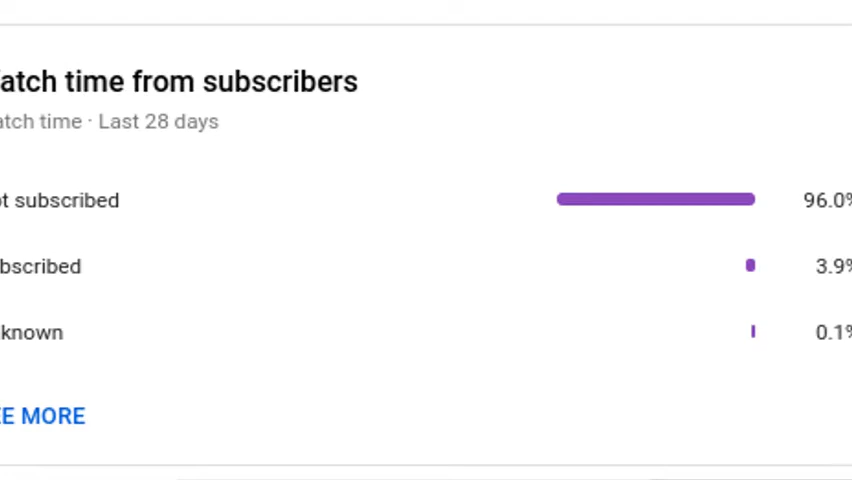 atch time from subscribers
atch time · Last 28 days
t subscribed 96.0%
bscribed 3.9%
known 0.1%
E MORE